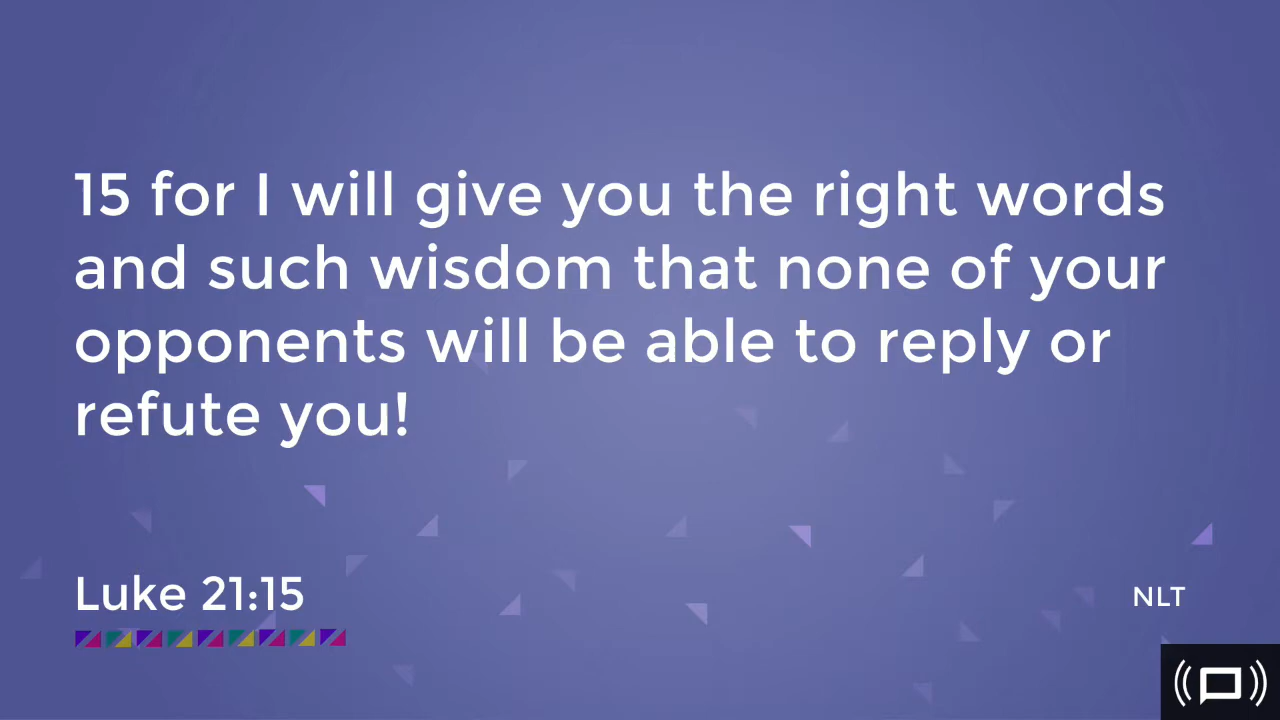 15 for I will give you the right words
and such wisdom that none of your
opponents will be able to reply or
refute you!
Luke 21:15
NLT